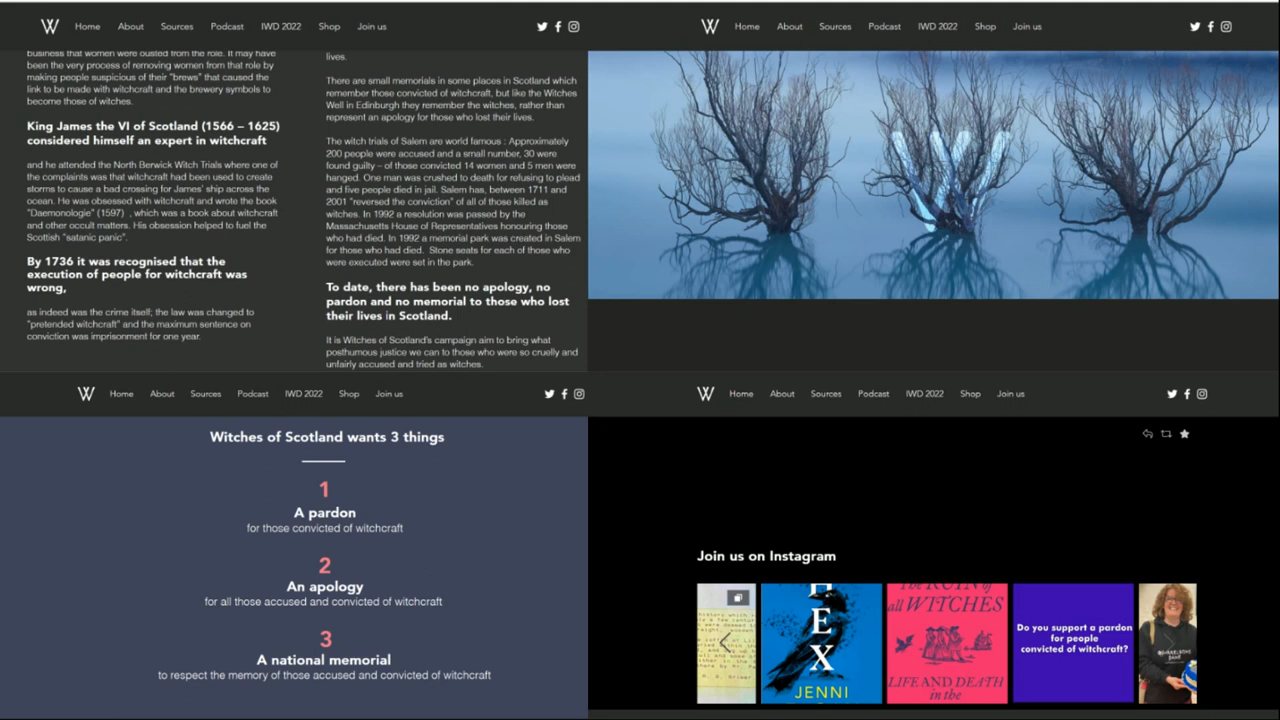 Home About Sources Podcast IWD 2022 Shop Join us
business that women were ousted from the role. It may have
been the very process of removing women from that role by
making people suspicious of their "brews" that caused the
link to be made with witchcraft and the brewery symbols to
become those of witches.
King James the VI of Scotland (1566 – 1625)
considered himself an expert in witchcraft
and he attended the North Berwick Witch Trials where one of
the complaints was that witchcraft had been used to create
storms to cause a bad crossing for James' ship across the
ocean. He was obsessed with witchcraft and wrote the book
"Daemonologie" (1597) , which was a book about witchcraft
and other occult matters. His obsession helped to fuel the
Scottish "satanic panic".
By 1736 it was recognised that the
execution of people for witchcraft was
wrong,
as indeed was the crime itself; the law was changed to
"pretended witchcraft" and the maximum sentence on
conviction was imprisonment for one year.
lives.
There are small memorials in some places in Scotland which
remember those convicted of witchcraft, but like the Witches
Well in Edinburgh they remember the witches, rather than
represent an apology for those who lost their lives.
The witch trials of Salem are world famous : Approximately
200 people were accused and a small number, 30 were
found guilty – of those convicted 14 women and 5 men were
hanged. One man was crushed to death for refusing to plead
and five people died in jail. Salem has, between 1711 and
2001 "reversed the conviction" of all of those killed as
witches. In 1992 a resolution was passed by the
Massachusetts House of Representatives honouring those
who had died. In 1992 a memorial park was created in Salem
for those who had died. Stone seats for each of those who
were executed were set in the park.
To date, there has been no apology, no
pardon and no memorial to those who lost
their lives in Scotland.
It is Witches of Scotland's campaign aim to bring what
posthumous justice we can to those who were so cruelly and
unfairly accused and tried as witches.
Home About Sources Podcast IWD 2022 Shop Join us
Home About Sources Podcast IWD 2022 Shop Join us
Witches of Scotland wants 3 things
1
A pardon
for those convicted of witchcraft
2
An apology
for all those accused and convicted of witchcraft
3
A national memorial
to respect the memory of those accused and convicted of witchcraft
Home About Sources Podcast IWD 2022 Shop Join us
Join us on Instagram
HEX
JENNI
The RUIN of
all WITCHES
LIFE AND DEATH
in the
Do you support a pardon
for people
convicted of witchcraft?